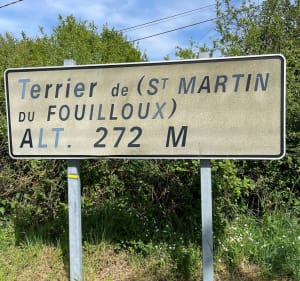 Terrier de (ST MARTIN
DU FOUILLOUX)
ALT. 272 M